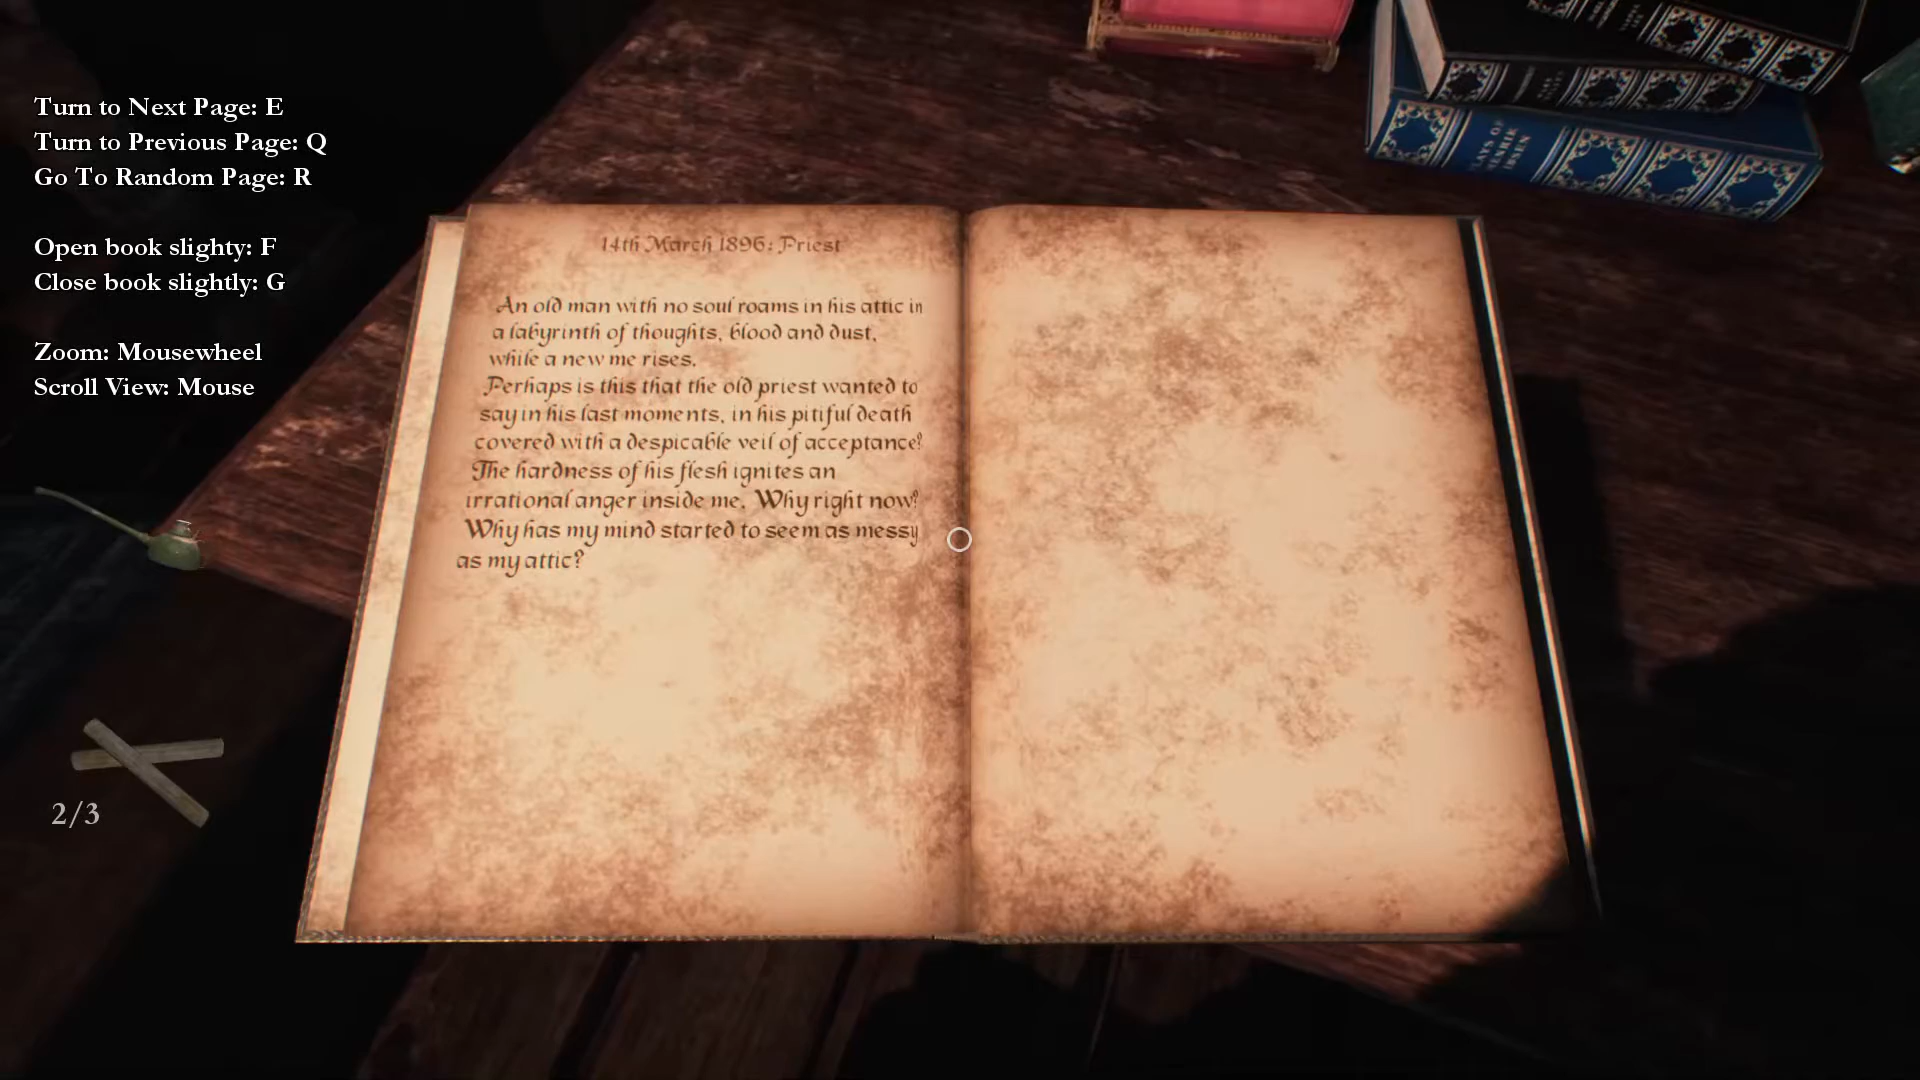 Turn to Next Page: E
Turn to Previous Page: Q
Go To Random Page: R
Open book slighty: F
Close book slightly: G
Zoom: Mousewheel
Scroll View: Mouse
2/3
14th March 1896: Priest
An old man with no soul roams in his attic in
a labyrinth of thoughts, blood and dust,
while a new me rises.
Perhaps is this that the old priest wanted to
say in his last moments, in his pitiful death
covered with a despicable veil of acceptance?
The hardness of his flesh ignites an
irrational anger inside me. Why right now?
Why has my mind started to seem as messy
as my attic?